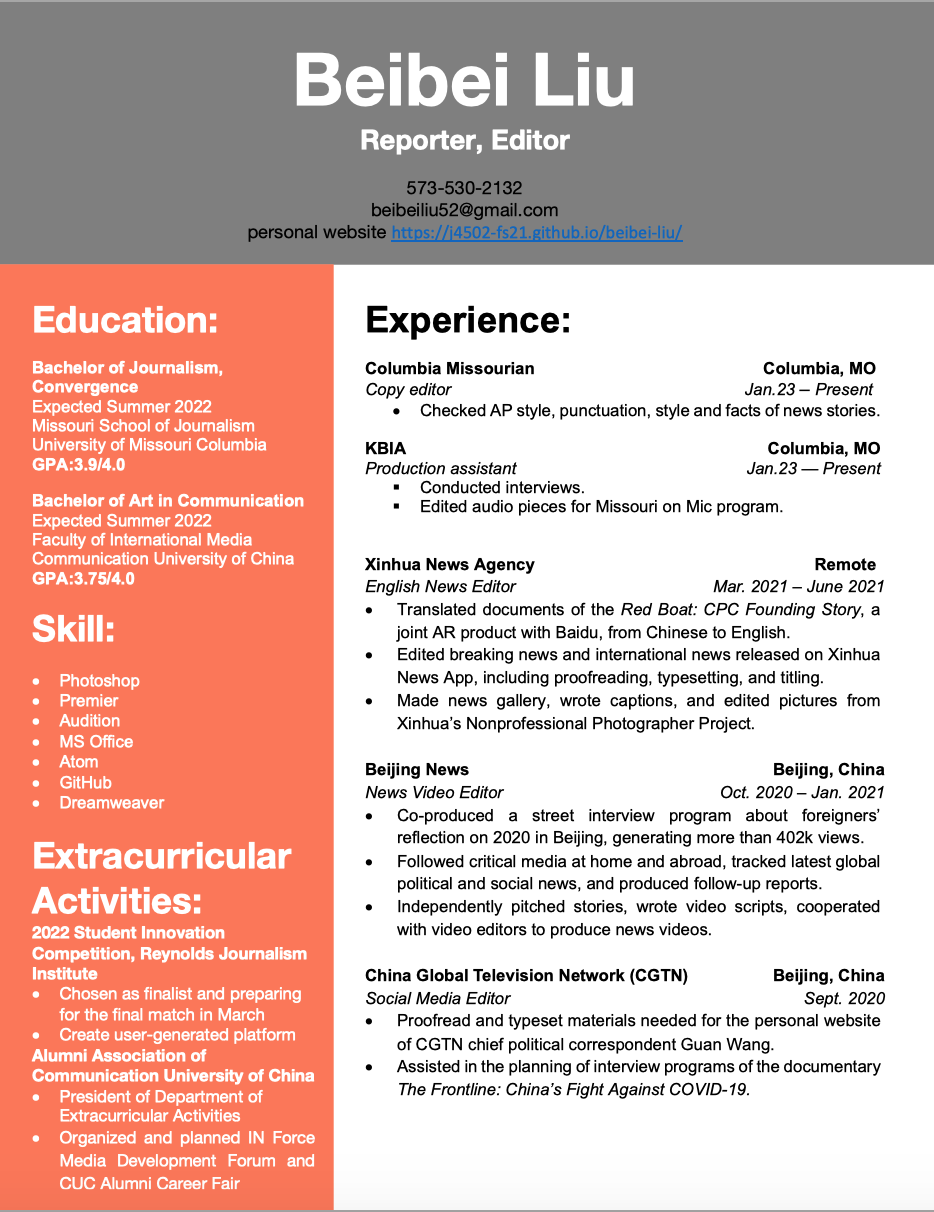 Beibei Liu
Reporter, Editor
573-530-2132
beibeiliu52@gmail.com
personal website https://j4502-fs21.github.io/beibei-liu/
Education:
Bachelor of Journalism,
Convergence
Expected Summer 2022
Missouri School of Journalism
University of Missouri Columbia
GPA:3.9/4.0
Bachelor of Art in Communication
Expected Summer 2022
Faculty of International Media
Communication University of China
GPA:3.75/4.0
Skill:
• Photoshop
• Premier
• Audition
• MS Office
• Atom
• GitHub
• Dreamweaver
Extracurricular
Activities:
2022 Student Innovation
Competition, Reynolds Journalism
Institute
• Chosen as finalist and preparing
for the final match in March
• Create user-generated platform
Alumni Association of
Communication University of China
• President of Department of
Extracurricular Activities
• Organized and planned IN Force
Media Development Forum and
CUC Alumni Career Fair
Experience:
Columbia Missourian Columbia, MO
Copy editor Jan.23 – Present
• Checked AP style, punctuation, style and facts of news stories.
KBIA Columbia, MO
Production assistant Jan.23 — Present
▪ Conducted interviews.
▪ Edited audio pieces for Missouri on Mic program.
Xinhua News Agency Remote
English News Editor Mar. 2021 – June 2021
• Translated documents of the Red Boat: CPC Founding Story, a
joint AR product with Baidu, from Chinese to English.
• Edited breaking news and international news released on Xinhua
News App, including proofreading, typesetting, and titling.
• Made news gallery, wrote captions, and edited pictures from
Xinhua's Nonprofessional Photographer Project.
Beijing News Beijing, China
News Video Editor Oct. 2020 – Jan. 2021
• Co-produced a street interview program about foreigners'
reflection on 2020 in Beijing, generating more than 402k views.
• Followed critical media at home and abroad, tracked latest global
political and social news, and produced follow-up reports.
• Independently pitched stories, wrote video scripts, cooperated
with video editors to produce news videos.
China Global Television Network (CGTN) Beijing, China
Social Media Editor Sept. 2020
• Proofread and typeset materials needed for the personal website
of CGTN chief political correspondent Guan Wang.
• Assisted in the planning of interview programs of the documentary
The Frontline: China's Fight Against COVID-19.